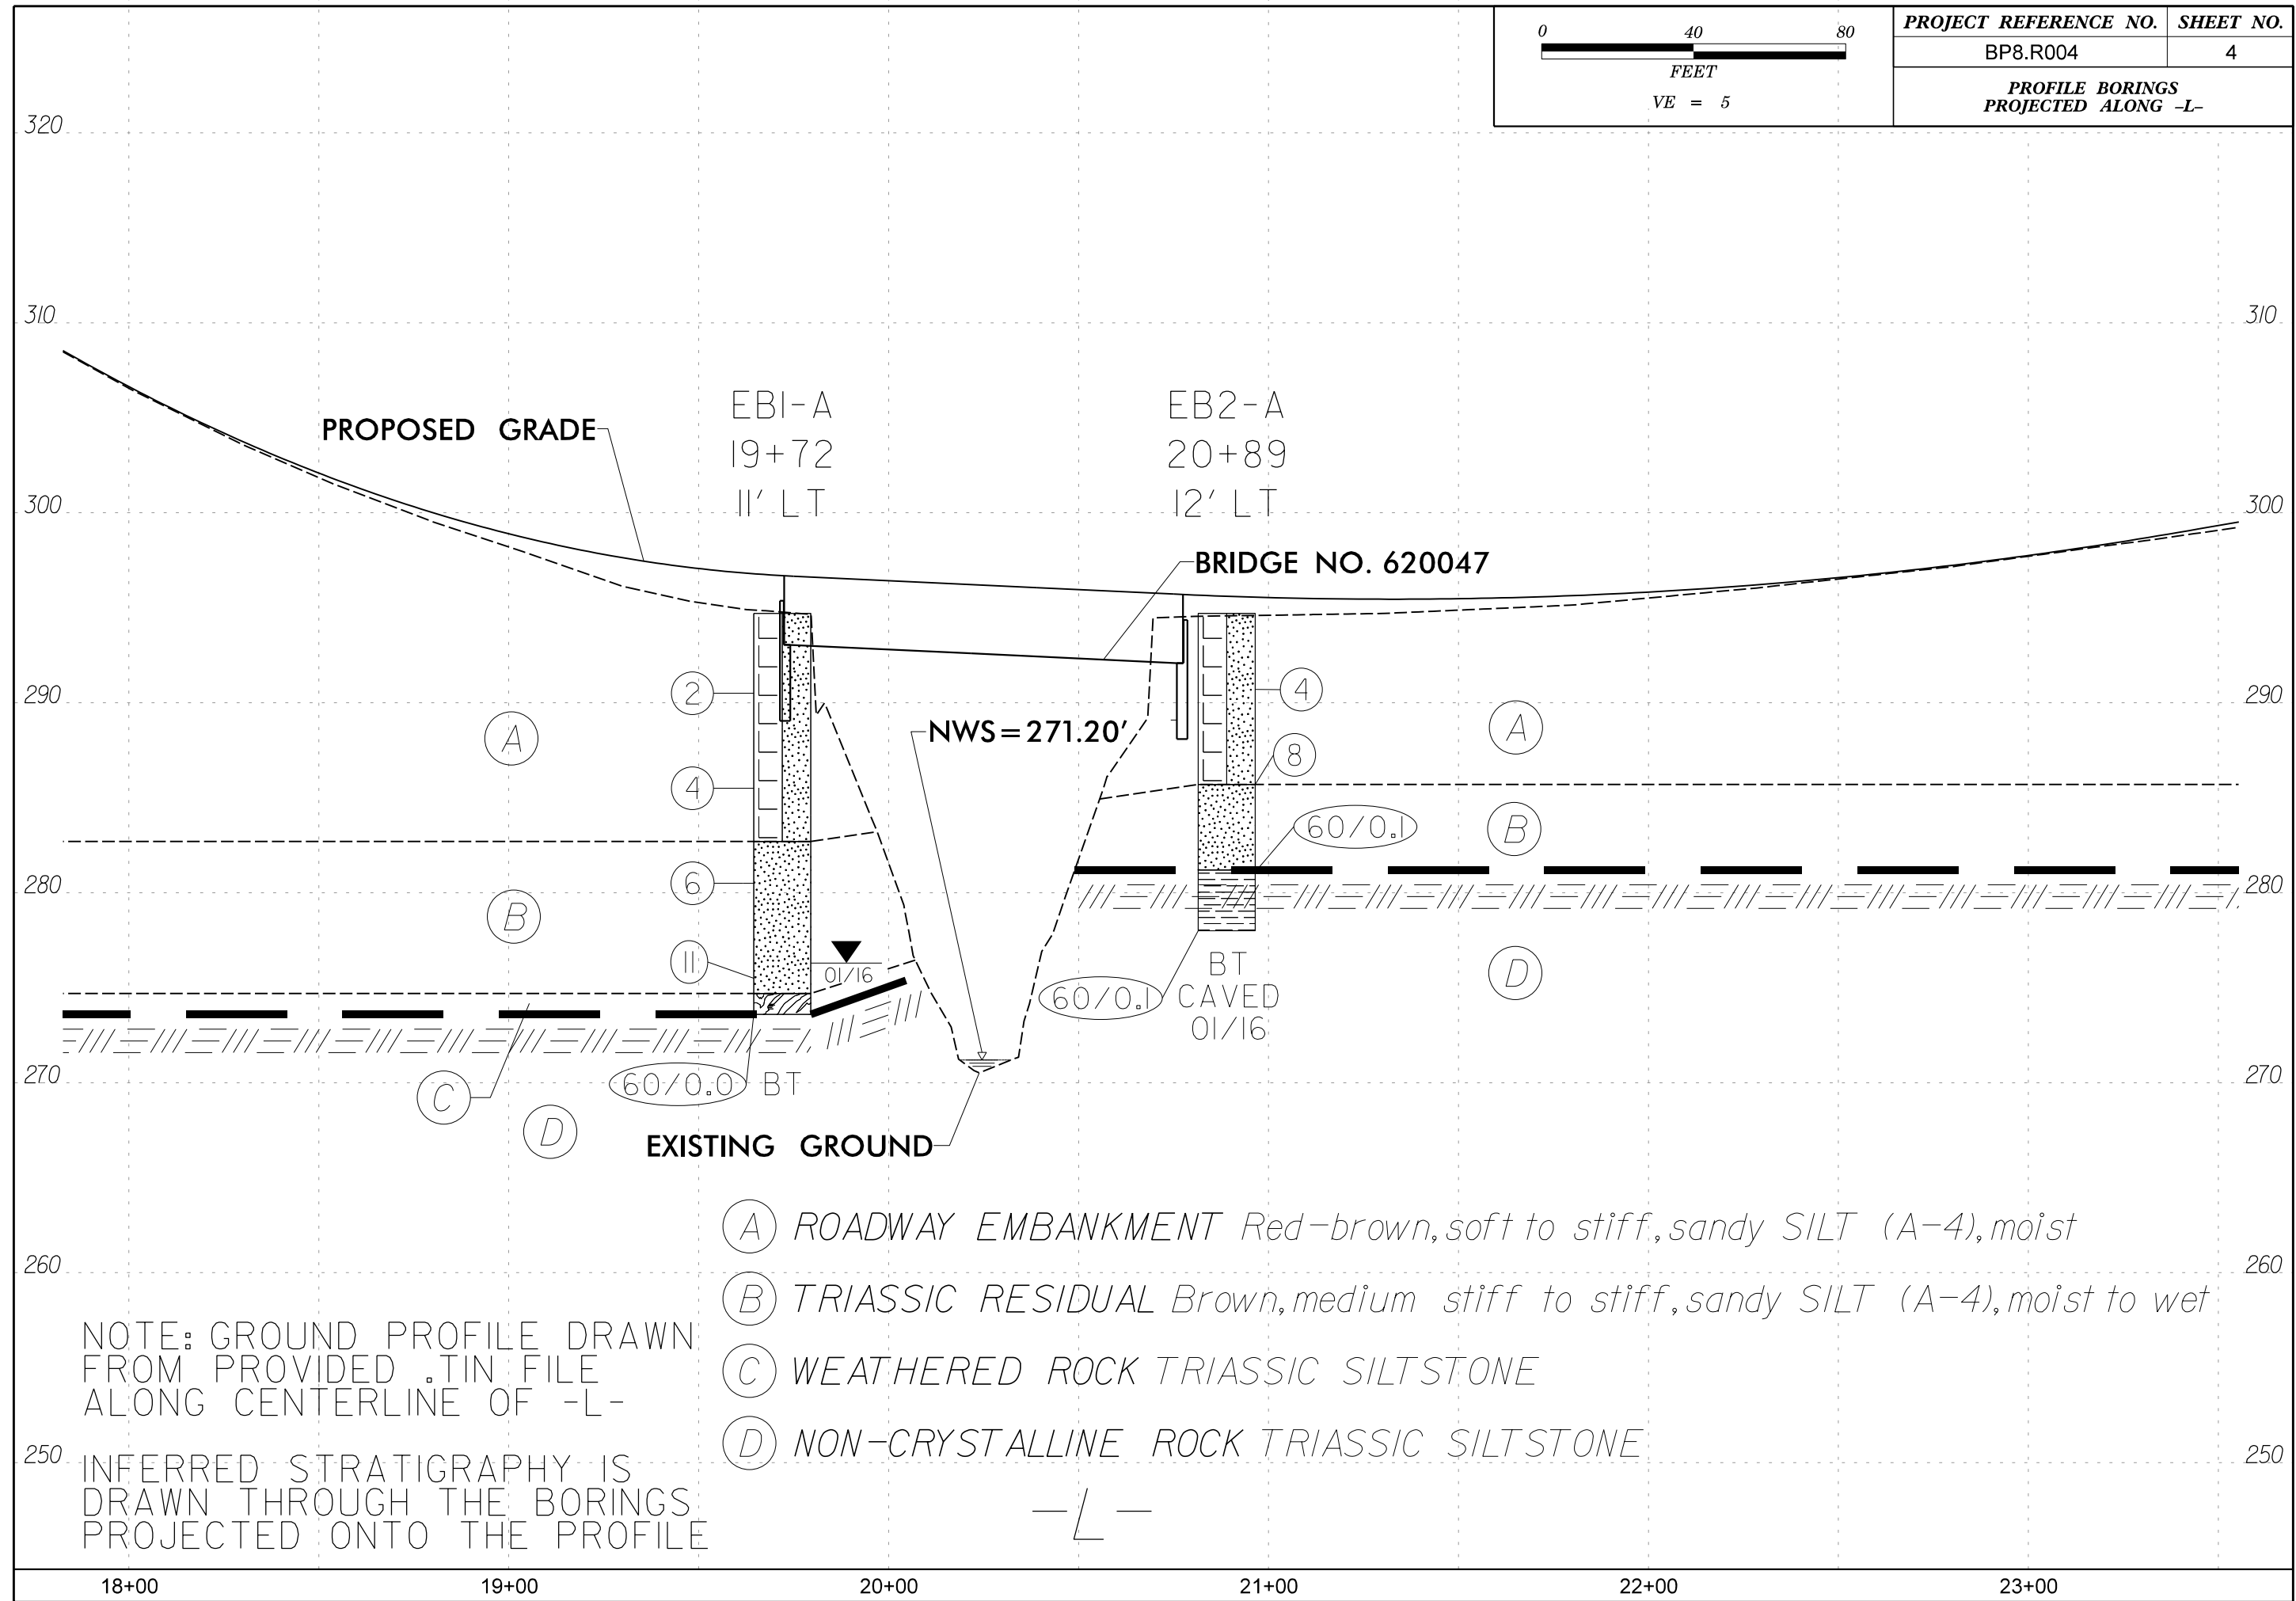 0 40 80
FEET
VE = 5
PROJECT REFERENCE NO. SHEET NO.
BP8.R004 4
PROFILE BORINGS
PROJECTED ALONG -L-
320
310 310
EB1-A
19+72
11' LT
EB2-A
20+89
12' LT
PROPOSED GRADE
300 300
BRIDGE NO. 620047
290 290
2
4
6
11
4
8
60/0.1
A
A
NWS=271.20'
B
B
280 280
01/16
60/0.1
BT
CAVED
01/16
D
270 270
C
60/0.0 BT
D
EXISTING GROUND
A ROADWAY EMBANKMENT Red-brown, soft to stiff, sandy SILT (A-4), moist
260 260
B TRIASSIC RESIDUAL Brown, medium stiff to stiff, sandy SILT (A-4), moist to wet
C WEATHERED ROCK TRIASSIC SILTSTONE
D NON-CRYSTALLINE ROCK TRIASSIC SILTSTONE
250 250
NOTE: GROUND PROFILE DRAWN
FROM PROVIDED .TIN FILE
ALONG CENTERLINE OF -L-
INFERRED STRATIGRAPHY IS
DRAWN THROUGH THE BORINGS
PROJECTED ONTO THE PROFILE
-L-
18+00 19+00 20+00 21+00 22+00 23+00